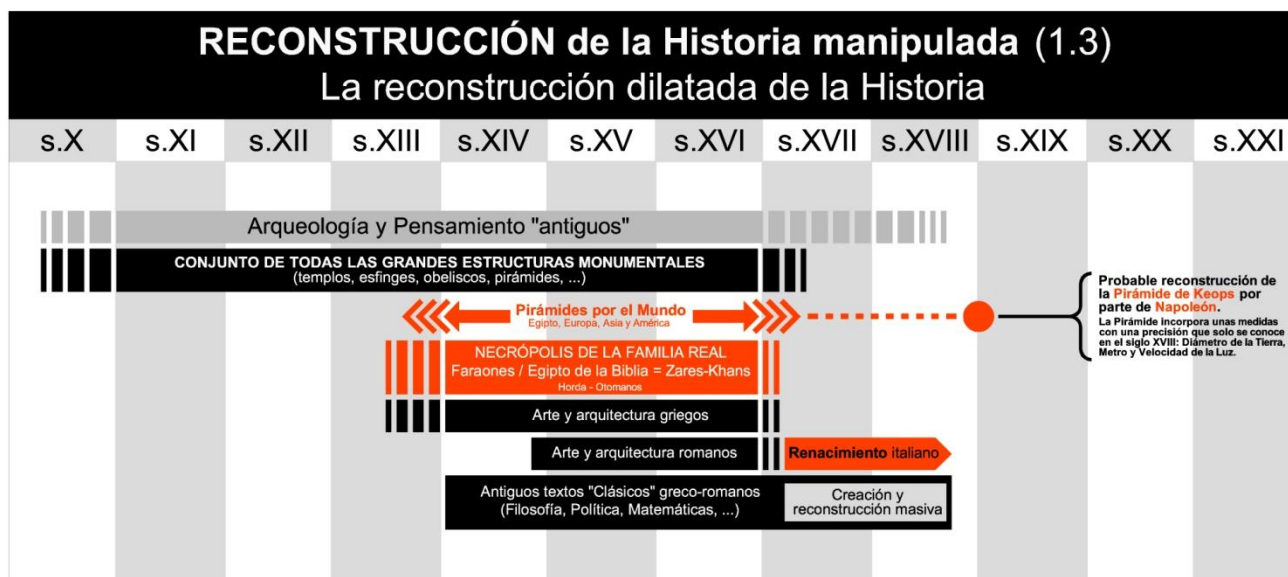 RECONSTRUCCIÓN de la Historia manipulada (1.3)
La reconstrucción dilatada de la Historia
s.X s.XI s.XII s.XIII s.XIV s.XV s.XVI s.XVII s.XVIII s.XIX s.XX s.XXI
Arqueología y Pensamiento "antiguos"
CONJUNTO DE TODAS LAS GRANDES ESTRUCTURAS MONUMENTALES
(templos, esfinges, obeliscos, pirámides, ...)
Pirámides por el Mundo
Egipto, Europa, Asia y América
Probable reconstrucción de
la Pirámide de Keops por
parte de Napoleón.
La Pirámide incorpora unas medidas
con una precisión que solo se conoce
en el siglo XVIII: Diámetro de la Tierra,
Metro y Velocidad de la Luz.
NECRÓPOLIS DE LA FAMILIA REAL
Faraones / Egipto de la Biblia = Zares-Khans
Horda - Otomanos
Arte y arquitectura griegos
Arte y arquitectura romanos
Renacimiento italiano
Antiguos textos "Clásicos" greco-romanos
(Filosofía, Política, Matemáticas, ...)
Creación y
reconstrucción masiva